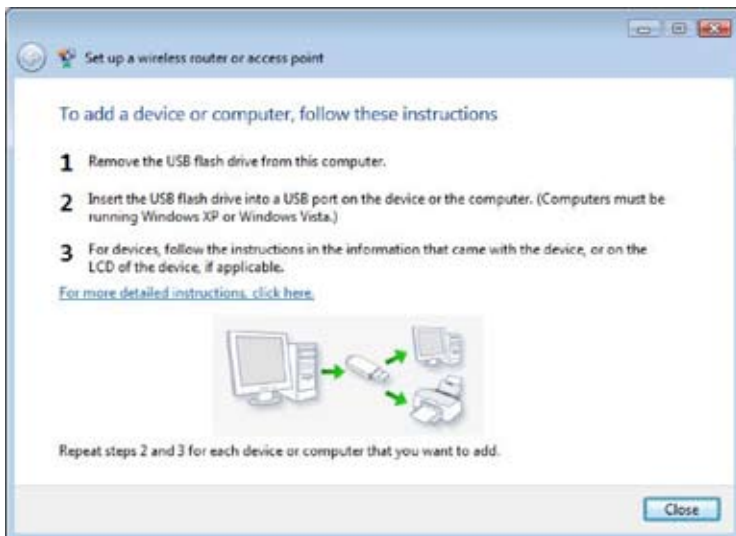 Set up a wireless router or access point
To add a device or computer, follow these instructions
1 Remove the USB flash drive from this computer.
2 Insert the USB flash drive into a USB port on the device or the computer. (Computers must be
running Windows XP or Windows Vista.)
3 For devices, follow the instructions in the information that came with the device, or on the
LCD of the device, if applicable.
For more detailed instructions, click here.
Repeat steps 2 and 3 for each device or computer that you want to add.
Close